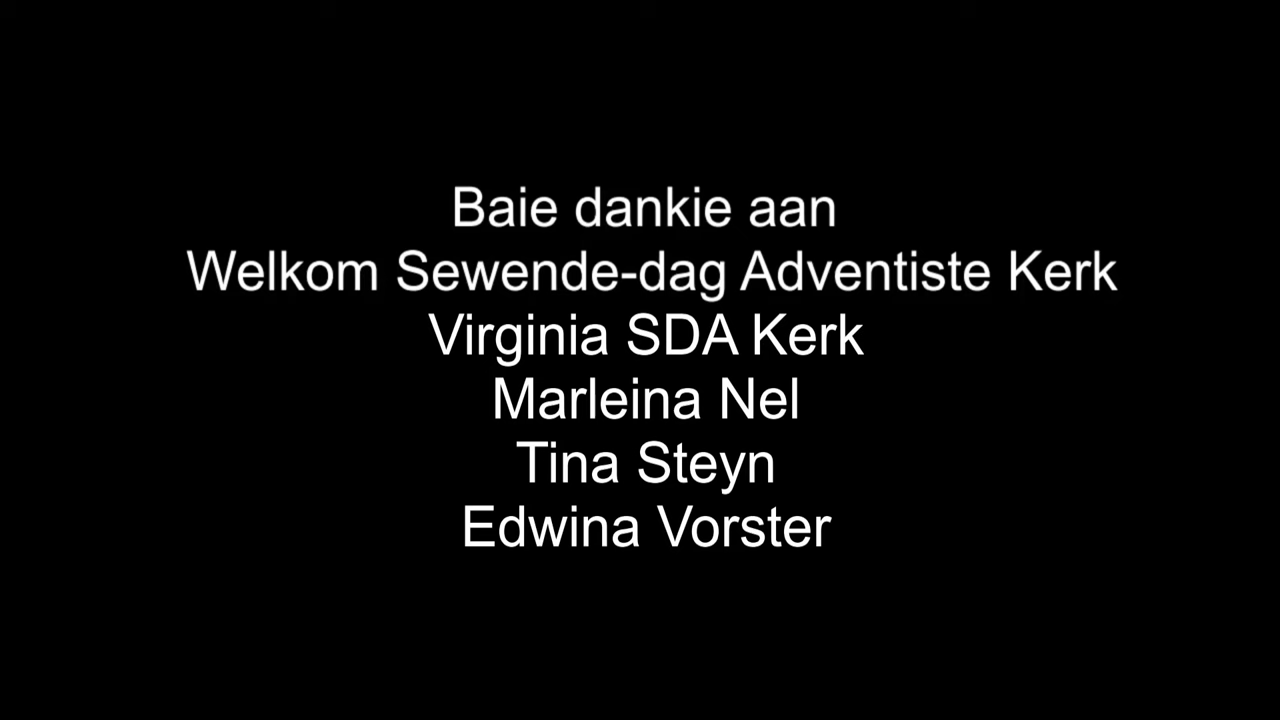 Baie dankie aan
Welkom Sewende-dag Adventiste Kerk
Virginia SDA Kerk
Marleina Nel
Tina Steyn
Edwina Vorster